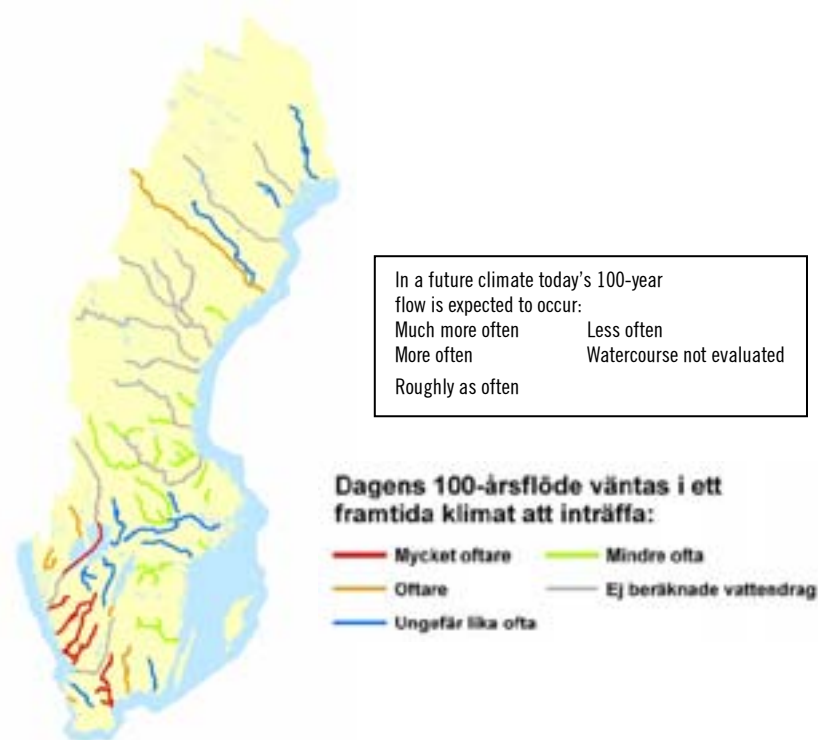 In a future climate today's 100-year
flow is expected to occur:
Much more often Less often
More often Watercourse not evaluated
Roughly as often
Dagens 100-årsflöde väntas i ett
framtida klimat att inträffa:
Mycket oftare Mindre ofta
Oftare Ej beräknade vattendrag
Ungefär lika ofta